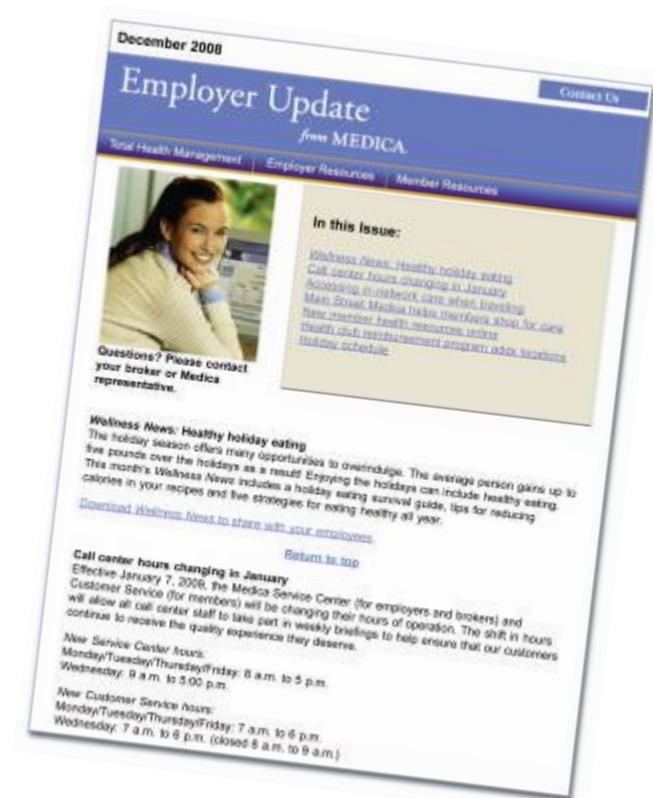 December 2008
Contact Us
Employer Update
from MEDICA
Total Health Management
Employer Resources
Member Resources
In this Issue:
Wellness News: Healthy holiday eating
Call center hours changing in January
Accessing in-network care when traveling
Main Street Medica helps members shop for care
New member health resources online
Health club reimbursement program adds locations
Holiday schedule
Questions? Please contact
your broker or Medica
representative.
Wellness News: Healthy holiday eating
The holiday season offers many opportunities to overindulge. The average person gains up to
five pounds over the holidays as a result! Enjoying the holidays can include healthy eating.
This month's Wellness News includes a holiday eating survival guide, tips for reducing
calories in your recipes and five strategies for eating healthy all year.
Download Wellness News to share with your employees.
Return to top
Call center hours changing in January
Effective January 7, 2009, the Medica Service Center (for employers and brokers) and
Customer Service (for members) will be changing their hours of operation. The shift in hours
will allow all call center staff to take part in weekly briefings to help ensure that our customers
continue to receive the quality experience they deserve.
New Service Center hours:
Monday/Tuesday/Thursday/Friday: 8 a.m. to 5 p.m.
Wednesday: 9 a.m. to 5:00 p.m.
New Customer Service hours:
Monday/Tuesday/Thursday/Friday: 7 a.m. to 6 p.m.
Wednesday: 7 a.m. to 6 p.m. (closed 8 a.m. to 9 a.m.)